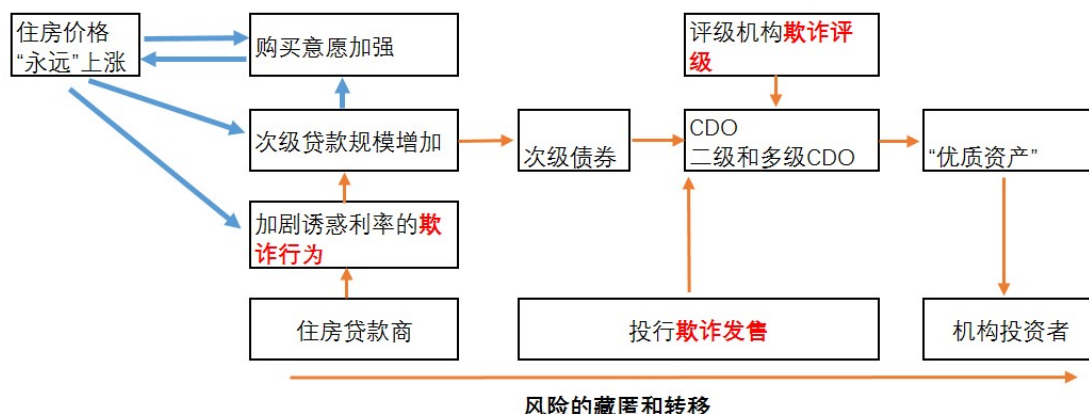 住房价格
“永远”上涨
购买意愿加强
评级机构欺诈评
级
次级贷款规模增加
次级债券
CDO
二级和多级CDO
“优质资产”
加剧诱惑利率的欺
诈行为
住房贷款商
投行欺诈发售
机构投资者
风险的藏匿和转移